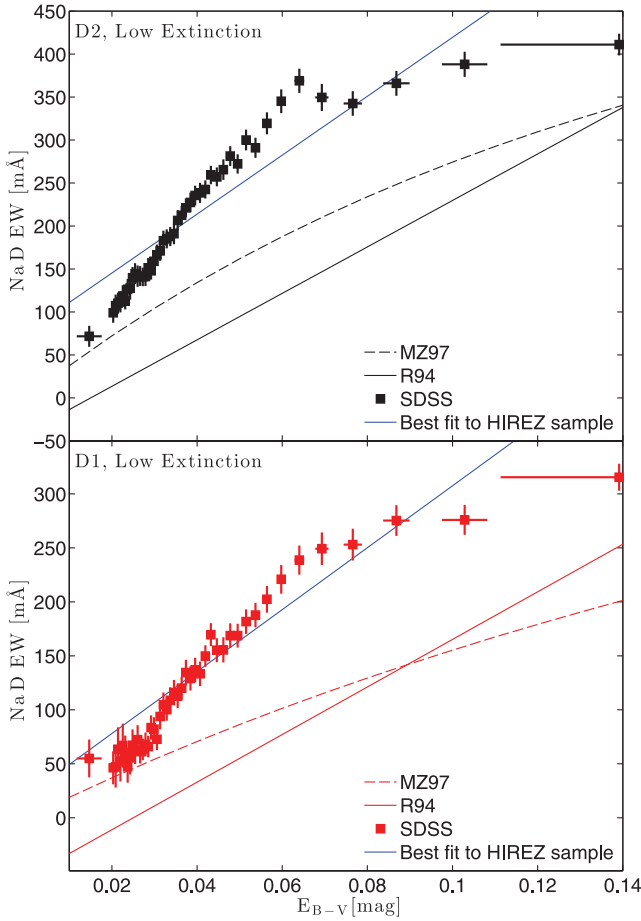 D2, Low Extinction
450
400
350
300
250
200
150
100
50
0
−50
NaD EW [mÅ]
MZ97
R94
SDSS
Best fit to HIREZ sample
D1, Low Extinction
300
250
200
150
100
50
0
NaD EW [mÅ]
MZ97
R94
SDSS
Best fit to HIREZ sample
0.02 0.04 0.06 0.08 0.1 0.12 0.14
E_{B−V}[mag]